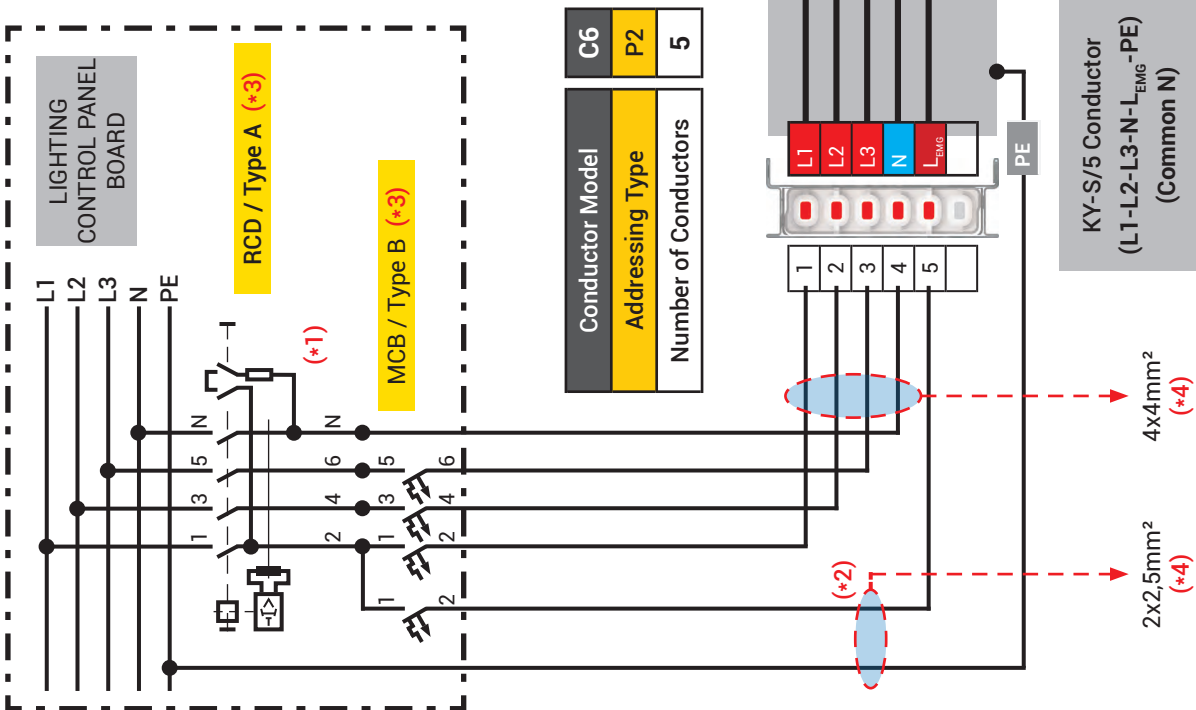 LIGHTING
CONTROL PANEL
BOARD
RCD / Type A (*3)
MCB / Type B (*3)
L1
L2
L3
N
PE
(*1)
1
3
5
N
2
4
6
N
1
1
3
5
2
2
4
6
I>
Conductor Model C6
Addressing Type P2
Number of Conductors 5
1
2
3
4
5
L1
L2
L3
N
LEMG
PE
KY-S/5 Conductor
(L1-L2-L3-N-LEMG-PE)
(Common N)
(*2)
4x4mm²
(*4)
2x2,5mm²
(*4)